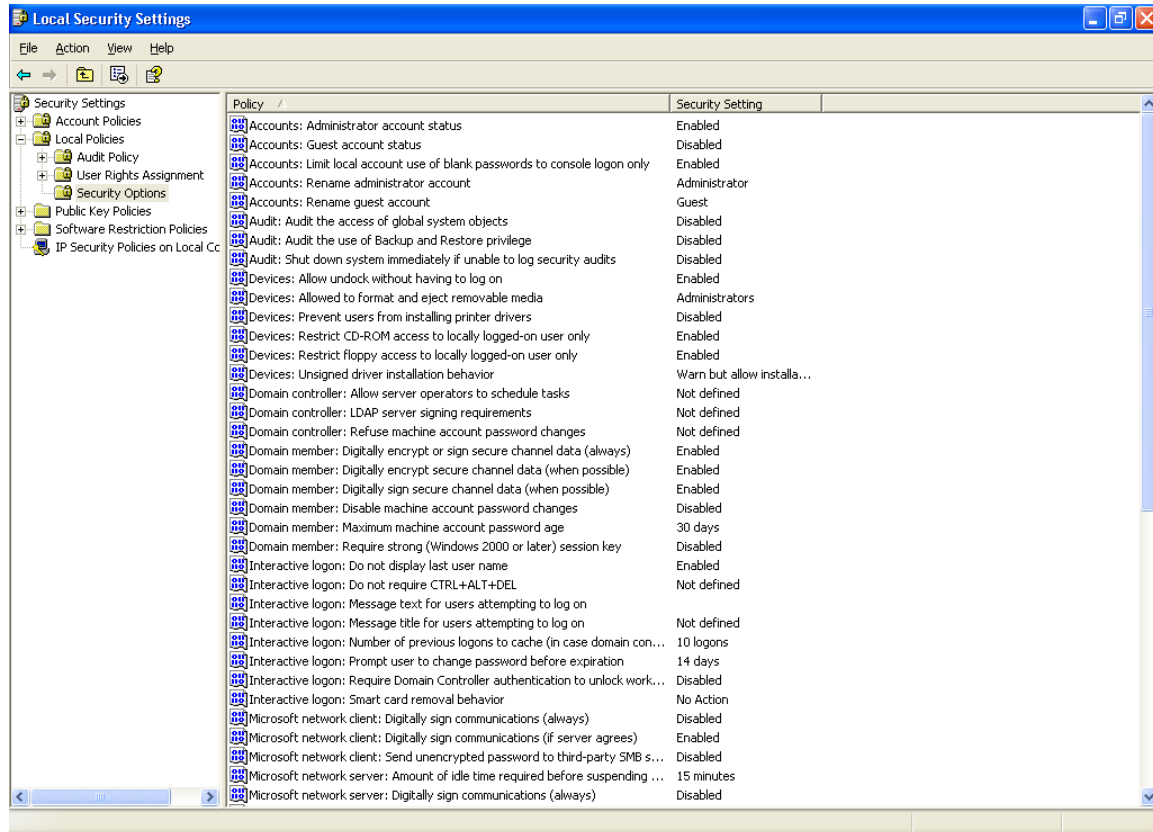 Local Security Settings
File Action View Help
Security Settings
Account Policies
Local Policies
Audit Policy
User Rights Assignment
Security Options
Public Key Policies
Software Restriction Policies
IP Security Policies on Local Cc
Policy Security Setting
Accounts: Administrator account status Enabled
Accounts: Guest account status Disabled
Accounts: Limit local account use of blank passwords to console logon only Enabled
Accounts: Rename administrator account Administrator
Accounts: Rename guest account Guest
Audit: Audit the access of global system objects Disabled
Audit: Audit the use of Backup and Restore privilege Disabled
Audit: Shut down system immediately if unable to log security audits Disabled
Devices: Allow undock without having to log on Enabled
Devices: Allowed to format and eject removable media Administrators
Devices: Prevent users from installing printer drivers Disabled
Devices: Restrict CD-ROM access to locally logged-on user only Enabled
Devices: Restrict floppy access to locally logged-on user only Enabled
Devices: Unsigned driver installation behavior Warn but allow installa...
Domain controller: Allow server operators to schedule tasks Not defined
Domain controller: LDAP server signing requirements Not defined
Domain controller: Refuse machine account password changes Not defined
Domain member: Digitally encrypt or sign secure channel data (always) Enabled
Domain member: Digitally encrypt secure channel data (when possible) Enabled
Domain member: Digitally sign secure channel data (when possible) Enabled
Domain member: Disable machine account password changes Disabled
Domain member: Maximum machine account password age 30 days
Domain member: Require strong (Windows 2000 or later) session key Disabled
Interactive logon: Do not display last user name Enabled
Interactive logon: Do not require CTRL+ALT+DEL Not defined
Interactive logon: Message text for users attempting to log on
Interactive logon: Message title for users attempting to log on Not defined
Interactive logon: Number of previous logons to cache (in case domain con... 10 logons
Interactive logon: Prompt user to change password before expiration 14 days
Interactive logon: Require Domain Controller authentication to unlock work... Disabled
Interactive logon: Smart card removal behavior No Action
Microsoft network client: Digitally sign communications (always) Disabled
Microsoft network client: Digitally sign communications (if server agrees) Enabled
Microsoft network client: Send unencrypted password to third-party SMB s... Disabled
Microsoft network server: Amount of idle time required before suspending ... 15 minutes
Microsoft network server: Digitally sign communications (always) Disabled